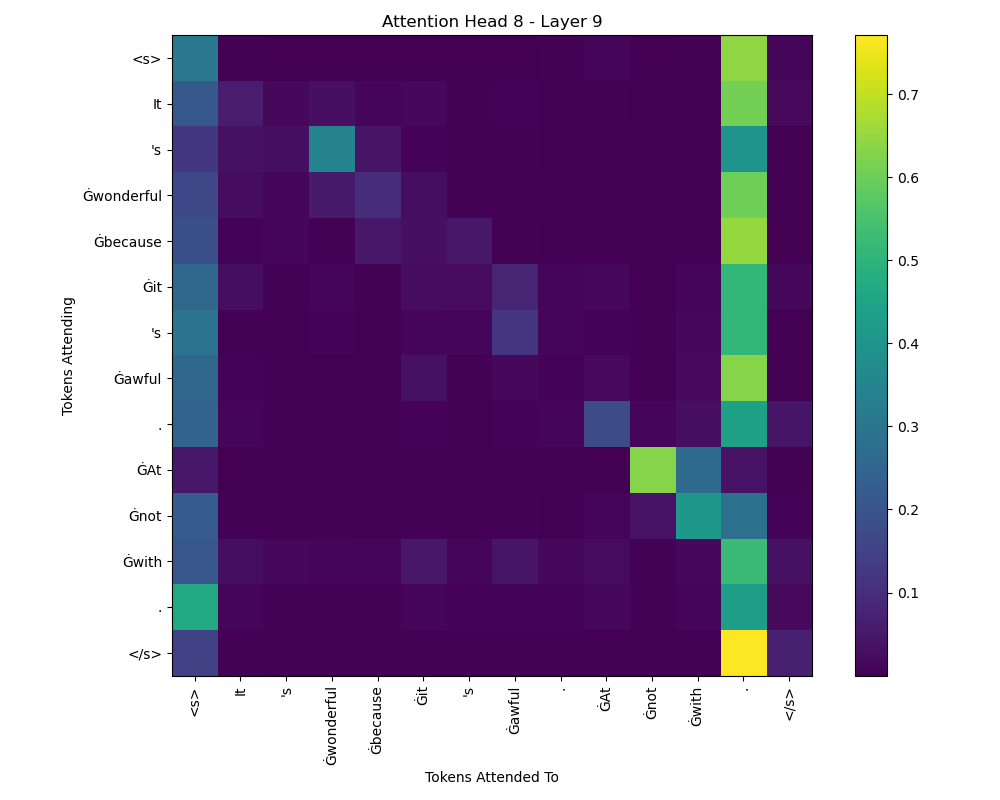 Attention Head 8 - Layer 9
Tokens Attending
<s>
It
's
Ġwonderful
Ġbecause
Ġit
's
Ġawful
.
ĠAt
Ġnot
Ġwith
.
</s>
<s>
It
's
Ġwonderful
Ġbecause
Ġit
's
Ġawful
.
ĠAt
Ġnot
Ġwith
.
</s>
Tokens Attended To
0.7
0.6
0.5
0.4
0.3
0.2
0.1